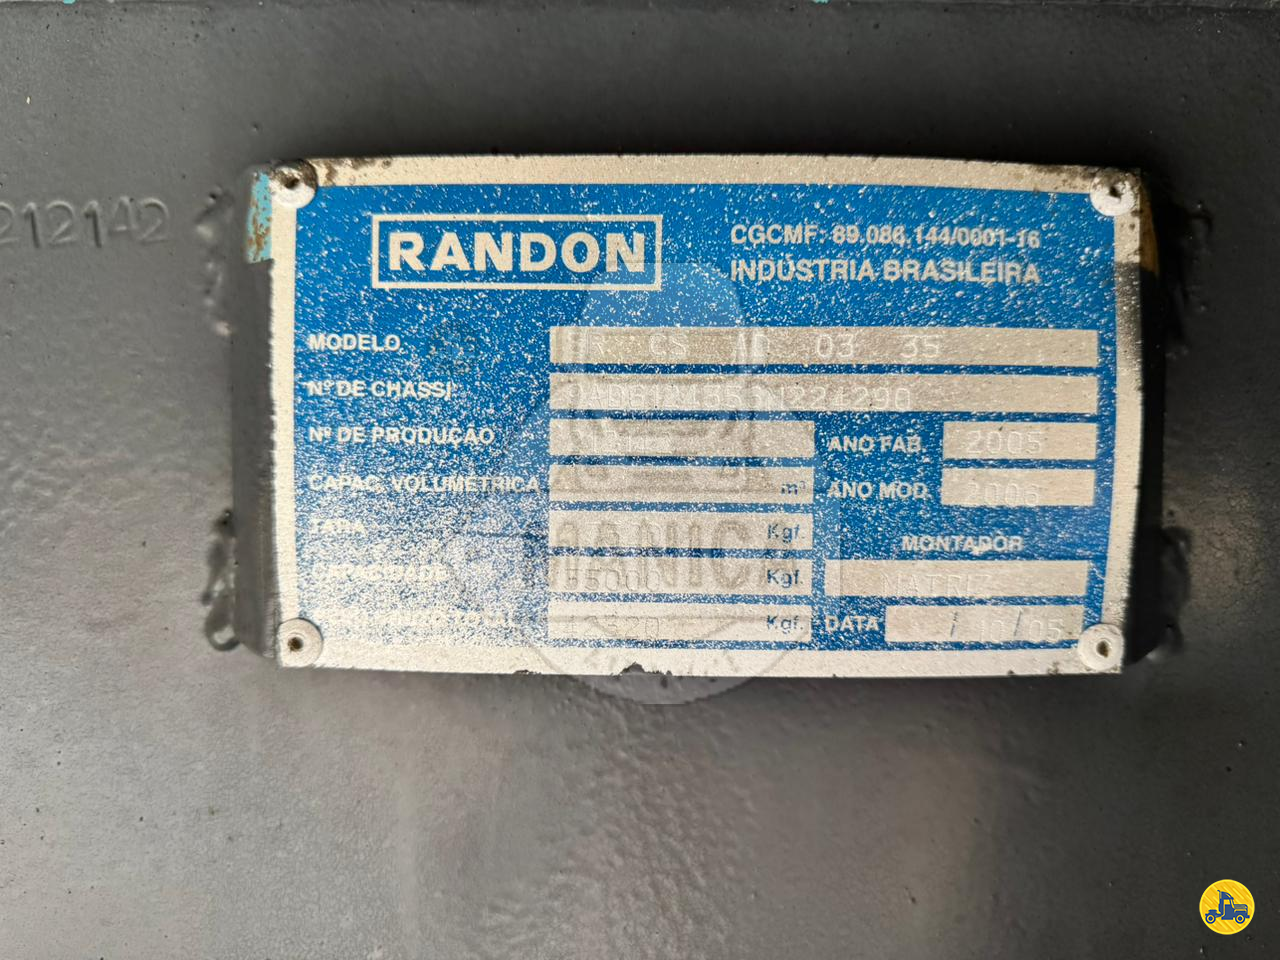 212142
RANDON
CGCMF: 89.086.144/0001-16
INDÚSTRIA BRASILEIRA
MODELO SR CS AD 03 35
Nº DE CHASSI
Nº DE PRODUÇÃO ANO FAB. 2005
CAPAC. VOLUMÉTRICA m³ ANO MOD. 2006
TARA Kgf. MONTADOR
CAPACIDADE Kgf. MATRIZ
Kgf. DATA / 10 / 05